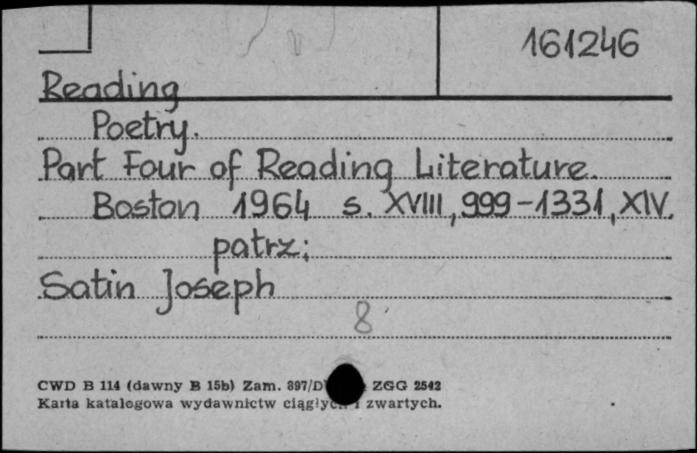 161246
Reading
Poetry.
Part Four of Reading Literature.
Boston 1964 s. XVIII, 999-1331, XIV.
patrz;
Satin Joseph
8
CWD B 114 (dawny B 15b) Zam. 897/D ZGG 2542
Karta katalogowa wydawnictw ciągłych i zwartych.